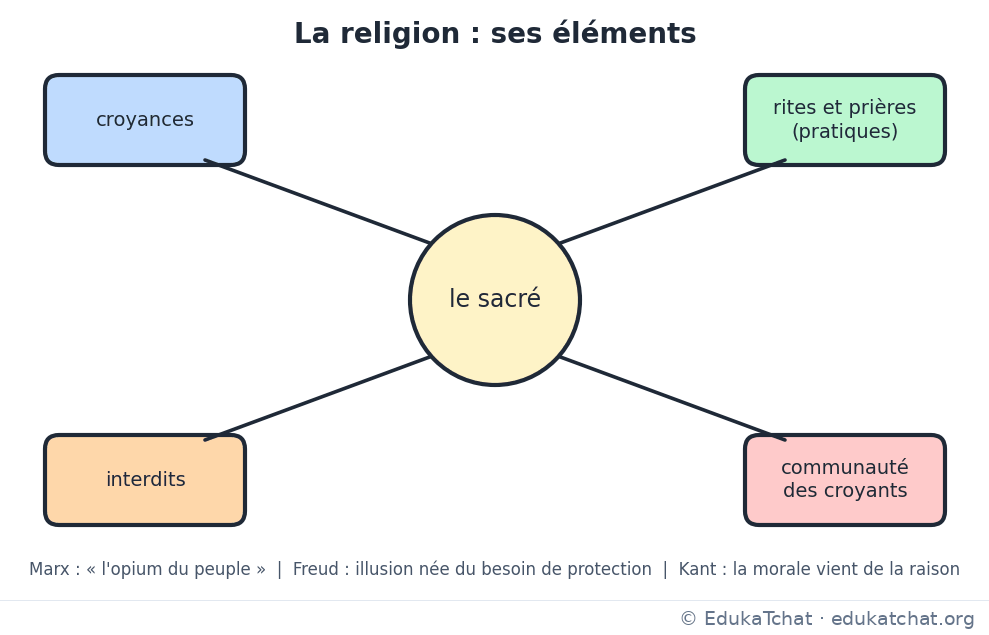 La religion : ses éléments
croyances
rites et prières
(pratiques)
le sacré
interdits
communauté
des croyants
Marx : « l'opium du peuple » | Freud : illusion née du besoin de protection | Kant : la morale vient de la raison
© EdukaTchat · edukatchat.org